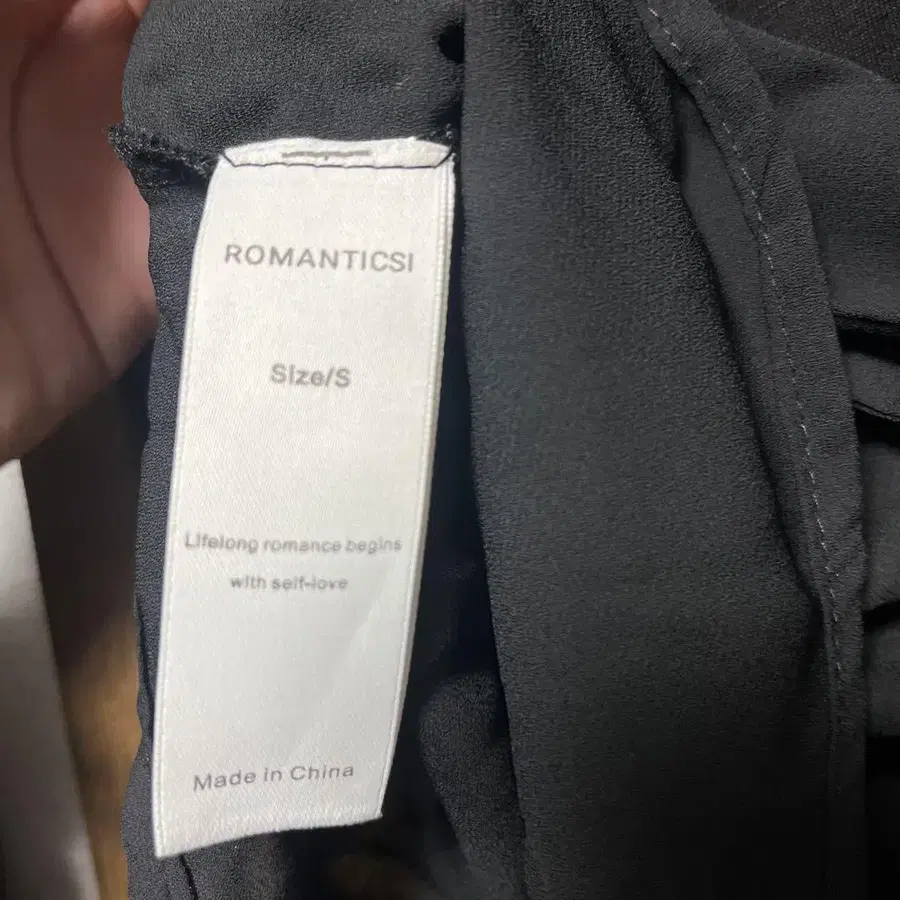 ROMANTICSI
Size/S
Lifelong romance begins
with self-love
Made in China